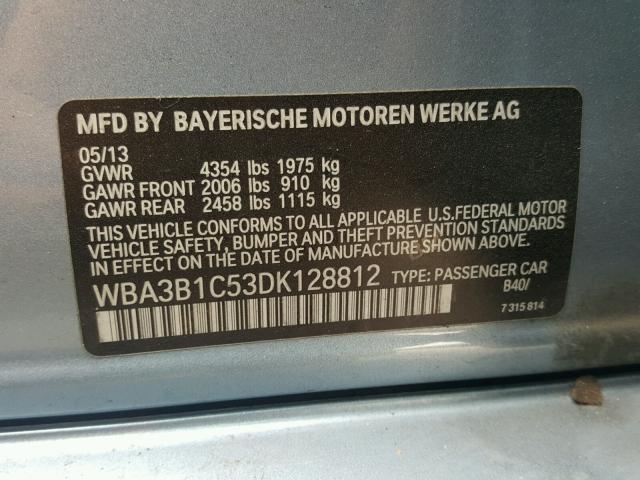 MFD BY BAYERISCHE MOTOREN WERKE AG
05/13
GVWR 4354 lbs 1975 kg
GAWR FRONT 2006 lbs 910 kg
GAWR REAR 2458 lbs 1115 kg
THIS VEHICLE CONFORMS TO ALL APPLICABLE U.S.FEDERAL MOTOR
VEHICLE SAFETY, BUMPER AND THEFT PREVENTION STANDARDS
IN EFFECT ON THE DATE OF MANUFACTURE SHOWN ABOVE.
WBA3B1C53DK128812 TYPE: PASSENGER CAR
B40/
7 315 814